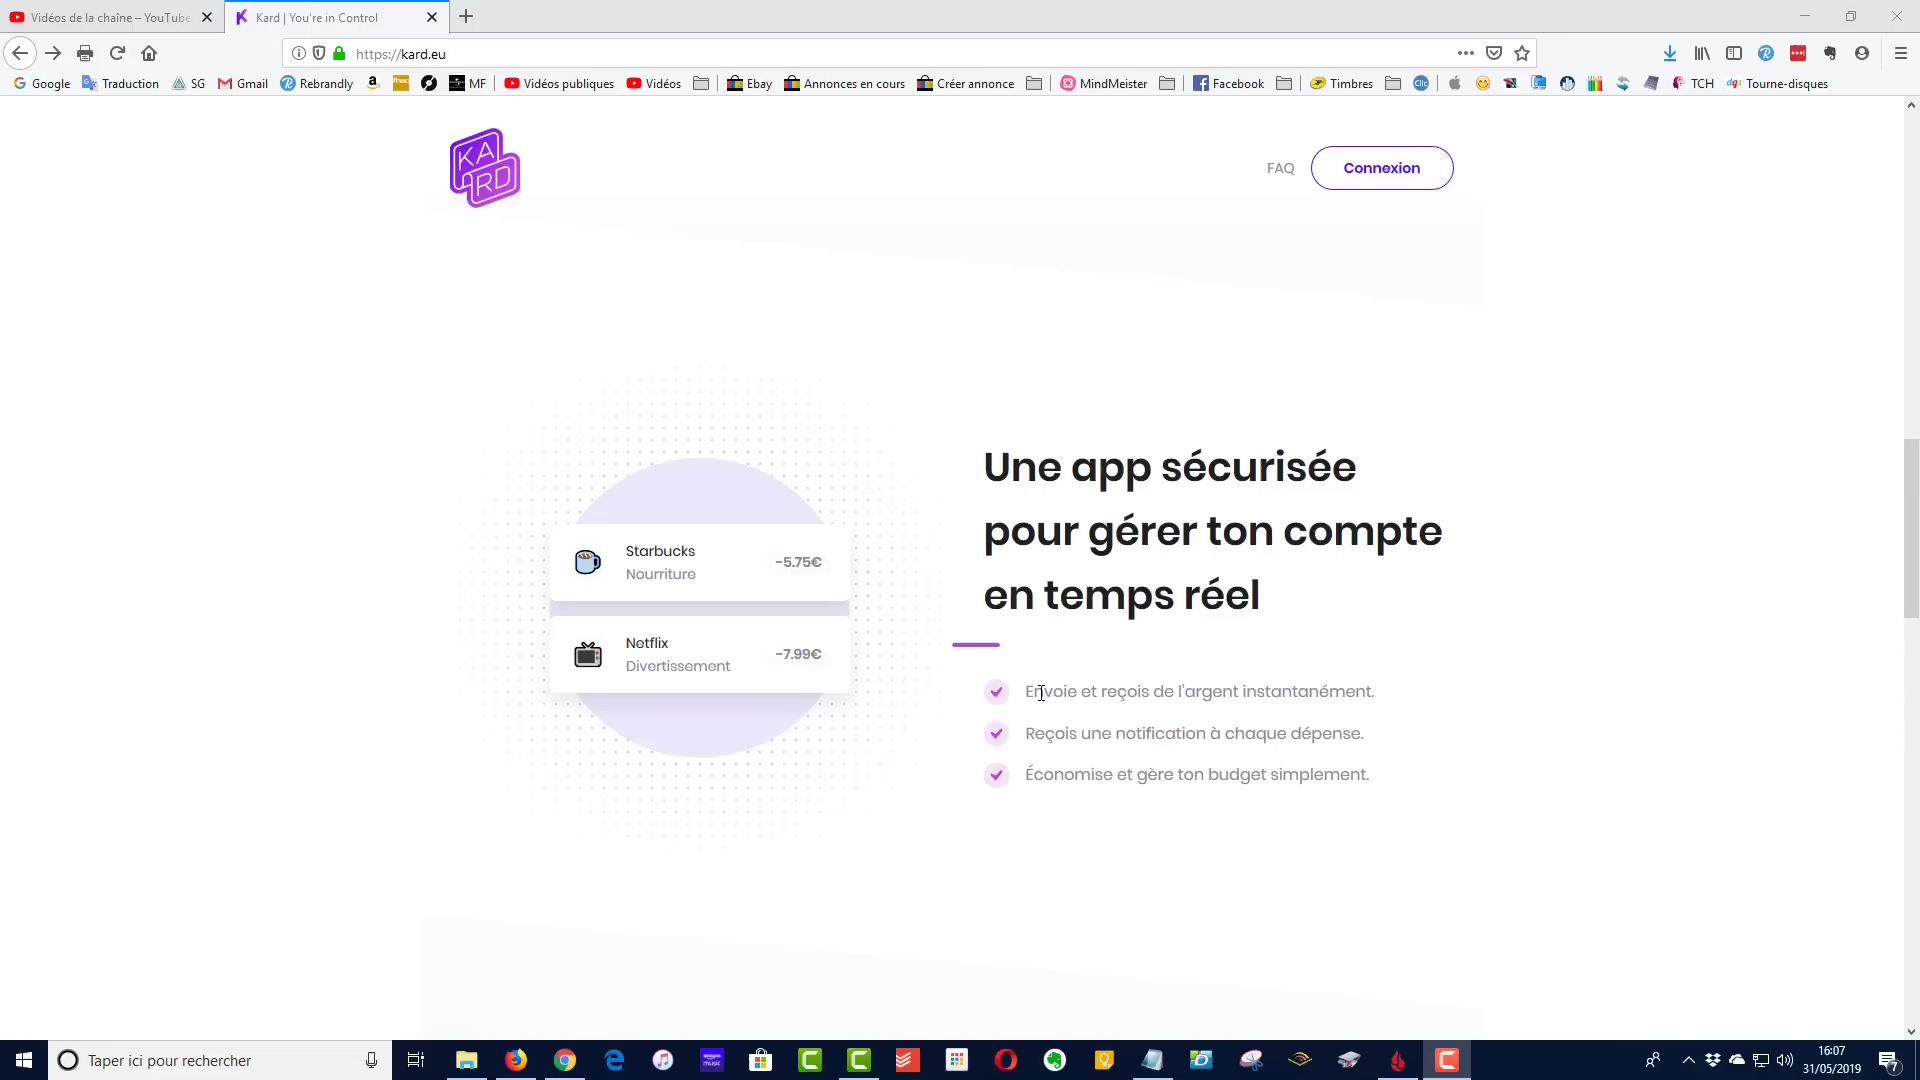 Vidéos de la chaîne – YouTube
Kard | You're in Control
https://kard.eu
Google
Traduction
SG
Gmail
Rebrandly
MF
Vidéos publiques
Vidéos
Ebay
Annonces en cours
Créer annonce
MindMeister
Facebook
Timbres
TCH
Tourne-disques
KA
RD
FAQ
Connexion
Une app sécurisée
pour gérer ton compte
en temps réel
Starbucks
Nourriture
-5.75€
Netflix
Divertissement
-7.99€
Envoie et reçois de l'argent instantanément.
Reçois une notification à chaque dépense.
Économise et gère ton budget simplement.
Taper ici pour rechercher
16:07
31/05/2019
7